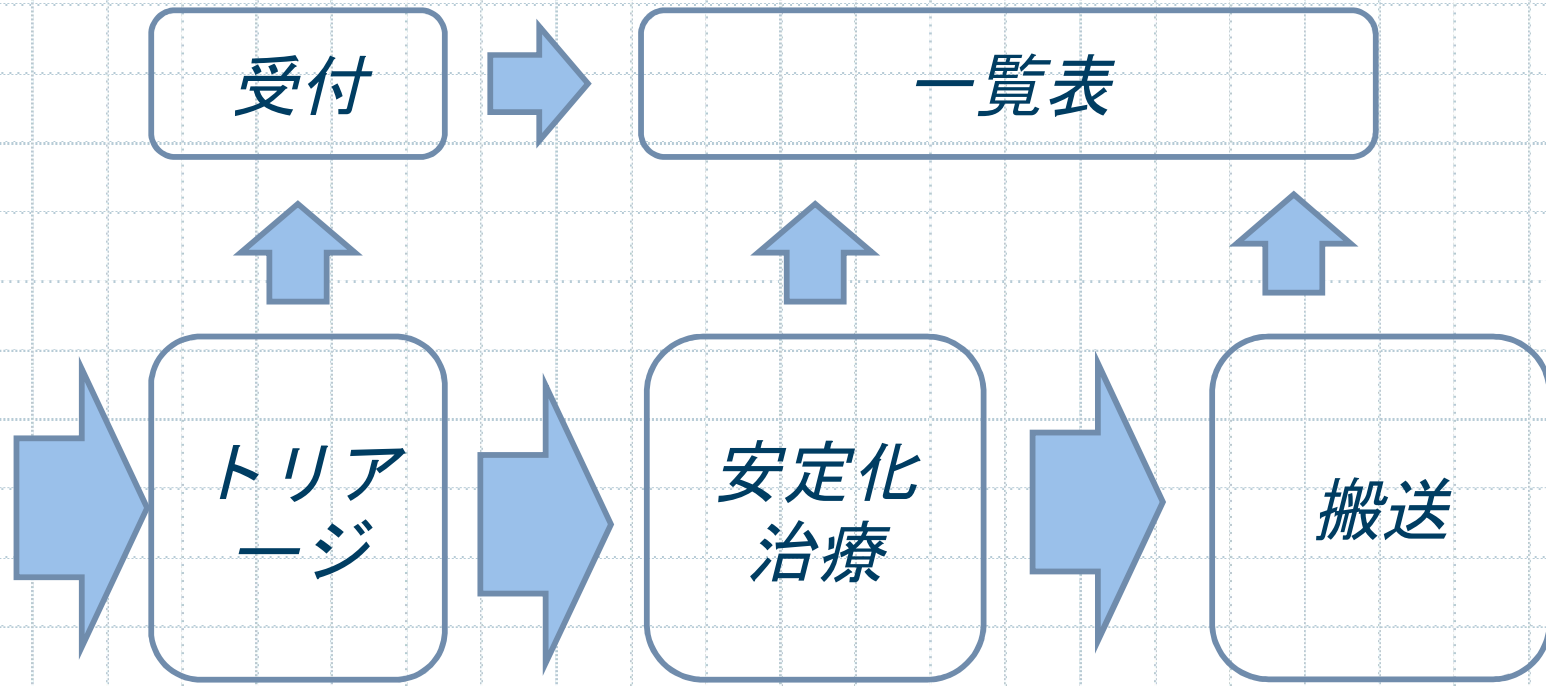 受付
一覧表
トリア
ージ
安定化
治療
搬送